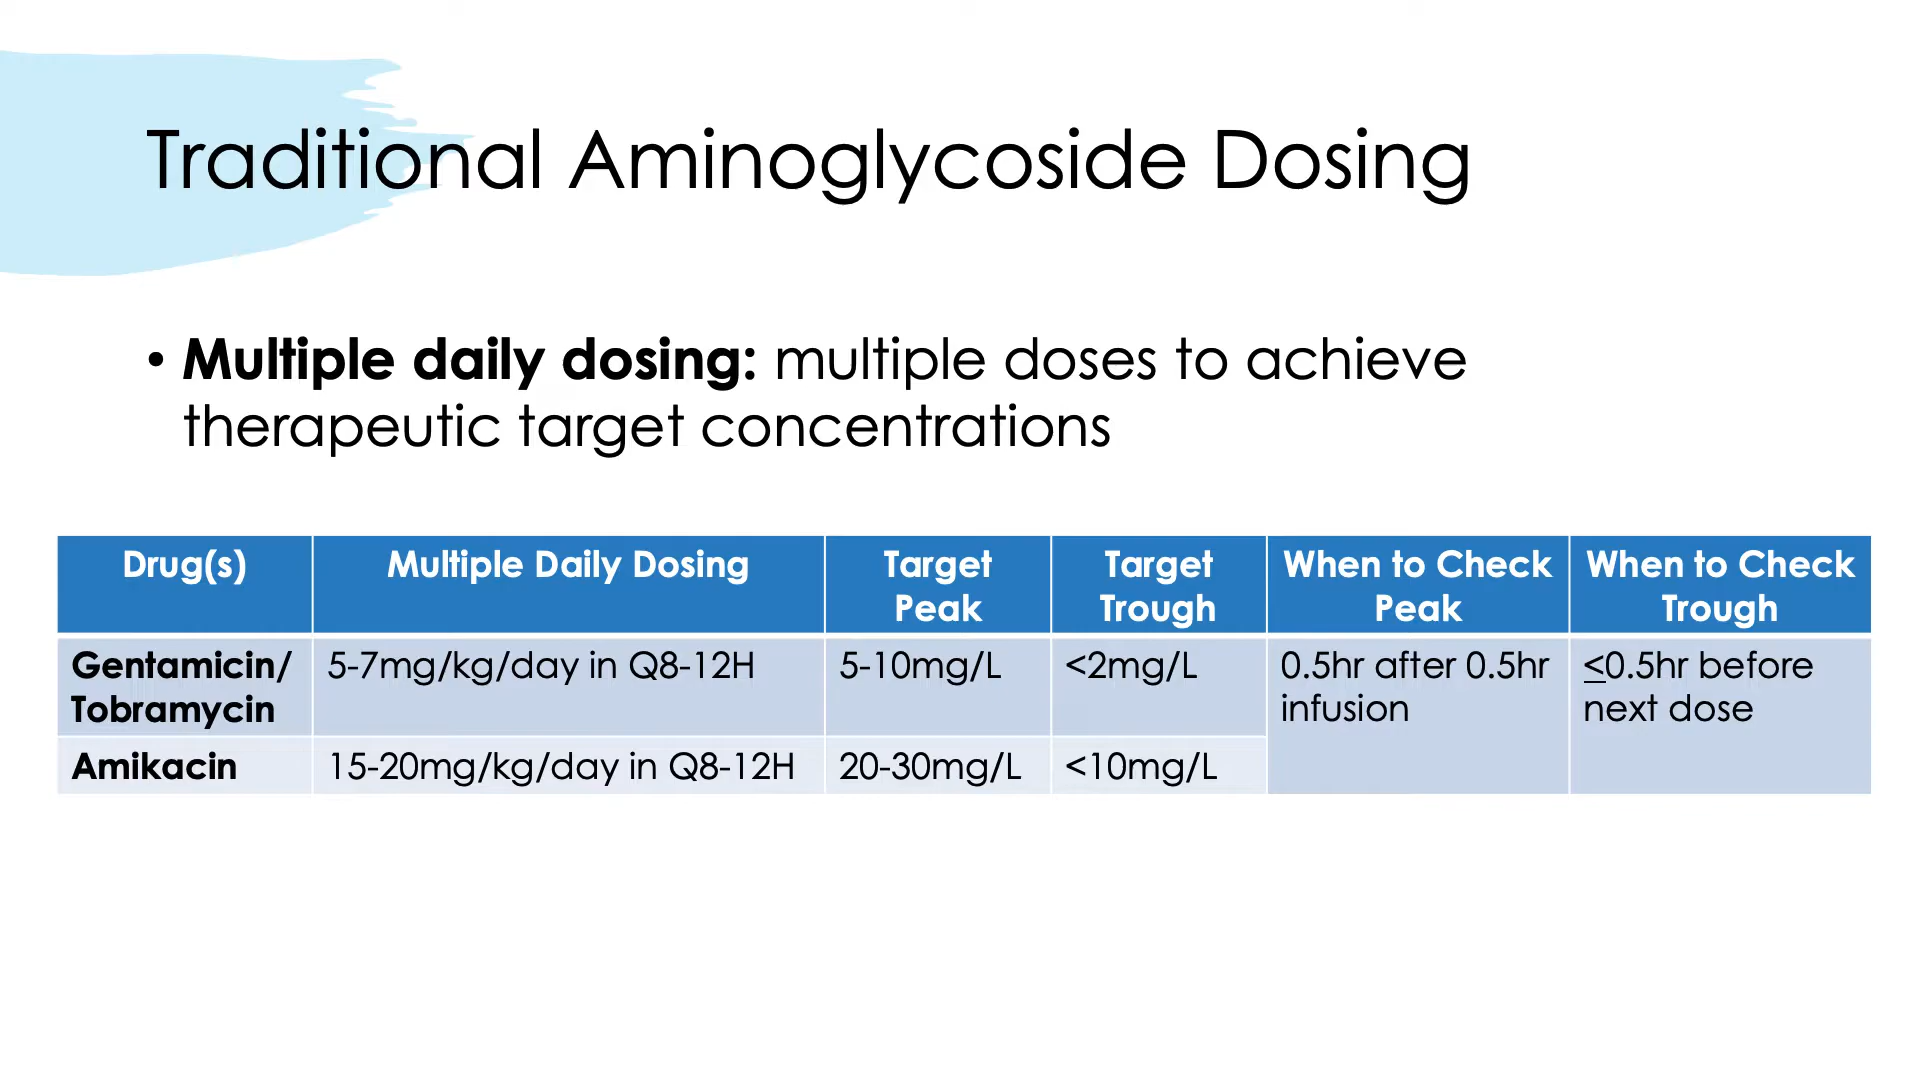 Traditional Aminoglycoside Dosing
• Multiple daily dosing: multiple doses to achieve
therapeutic target concentrations
Drug(s) Multiple Daily Dosing Target Peak Target Trough When to Check Peak When to Check Trough
Gentamicin/ Tobramycin 5-7mg/kg/day in Q8-12H 5-10mg/L <2mg/L 0.5hr after 0.5hr infusion ≤0.5hr before next dose
Amikacin 15-20mg/kg/day in Q8-12H 20-30mg/L <10mg/L